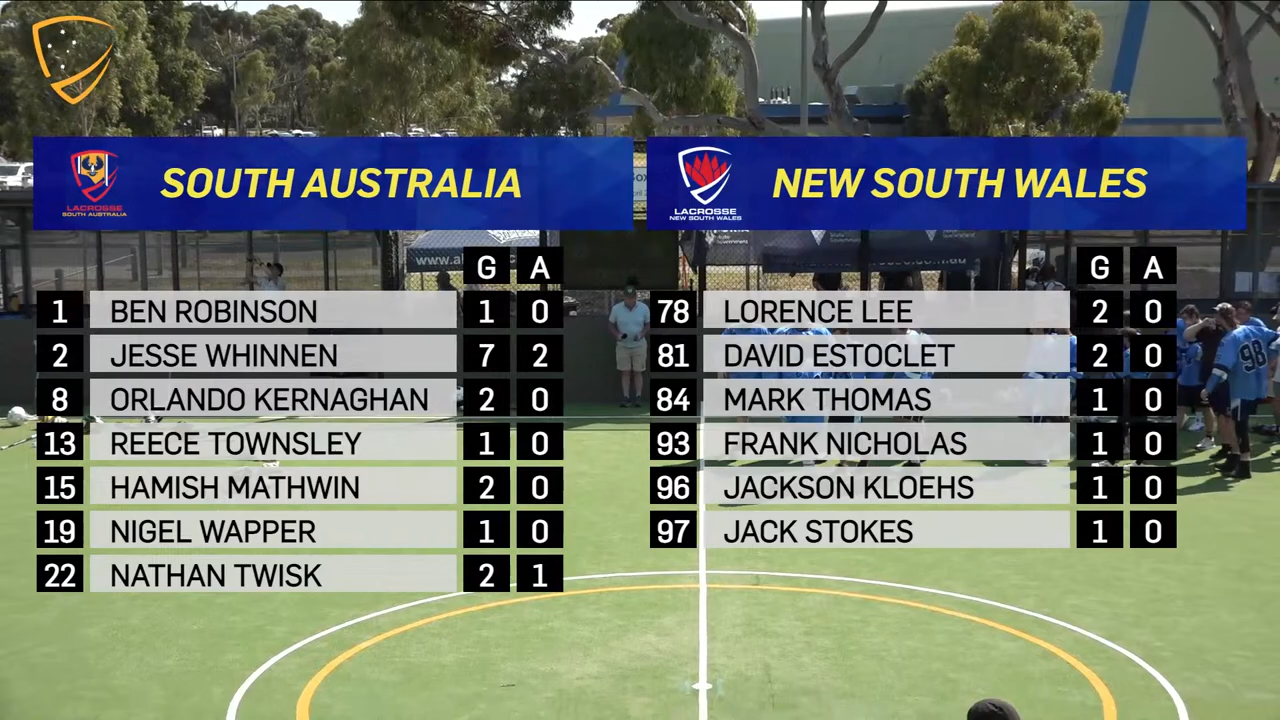 SOUTH AUSTRALIA
LACROSSE
SOUTH AUSTRALIA
G A
1 BEN ROBINSON 1 0
2 JESSE WHINNEN 7 2
8 ORLANDO KERNAGHAN 2 0
13 REECE TOWNSLEY 1 0
15 HAMISH MATHWIN 2 0
19 NIGEL WAPPER 1 0
22 NATHAN TWISK 2 1
NEW SOUTH WALES
LACROSSE
NEW SOUTH WALES
G A
78 LORENCE LEE 2 0
81 DAVID ESTOCLET 2 0
84 MARK THOMAS 1 0
93 FRANK NICHOLAS 1 0
96 JACKSON KLOEHS 1 0
97 JACK STOKES 1 0
98